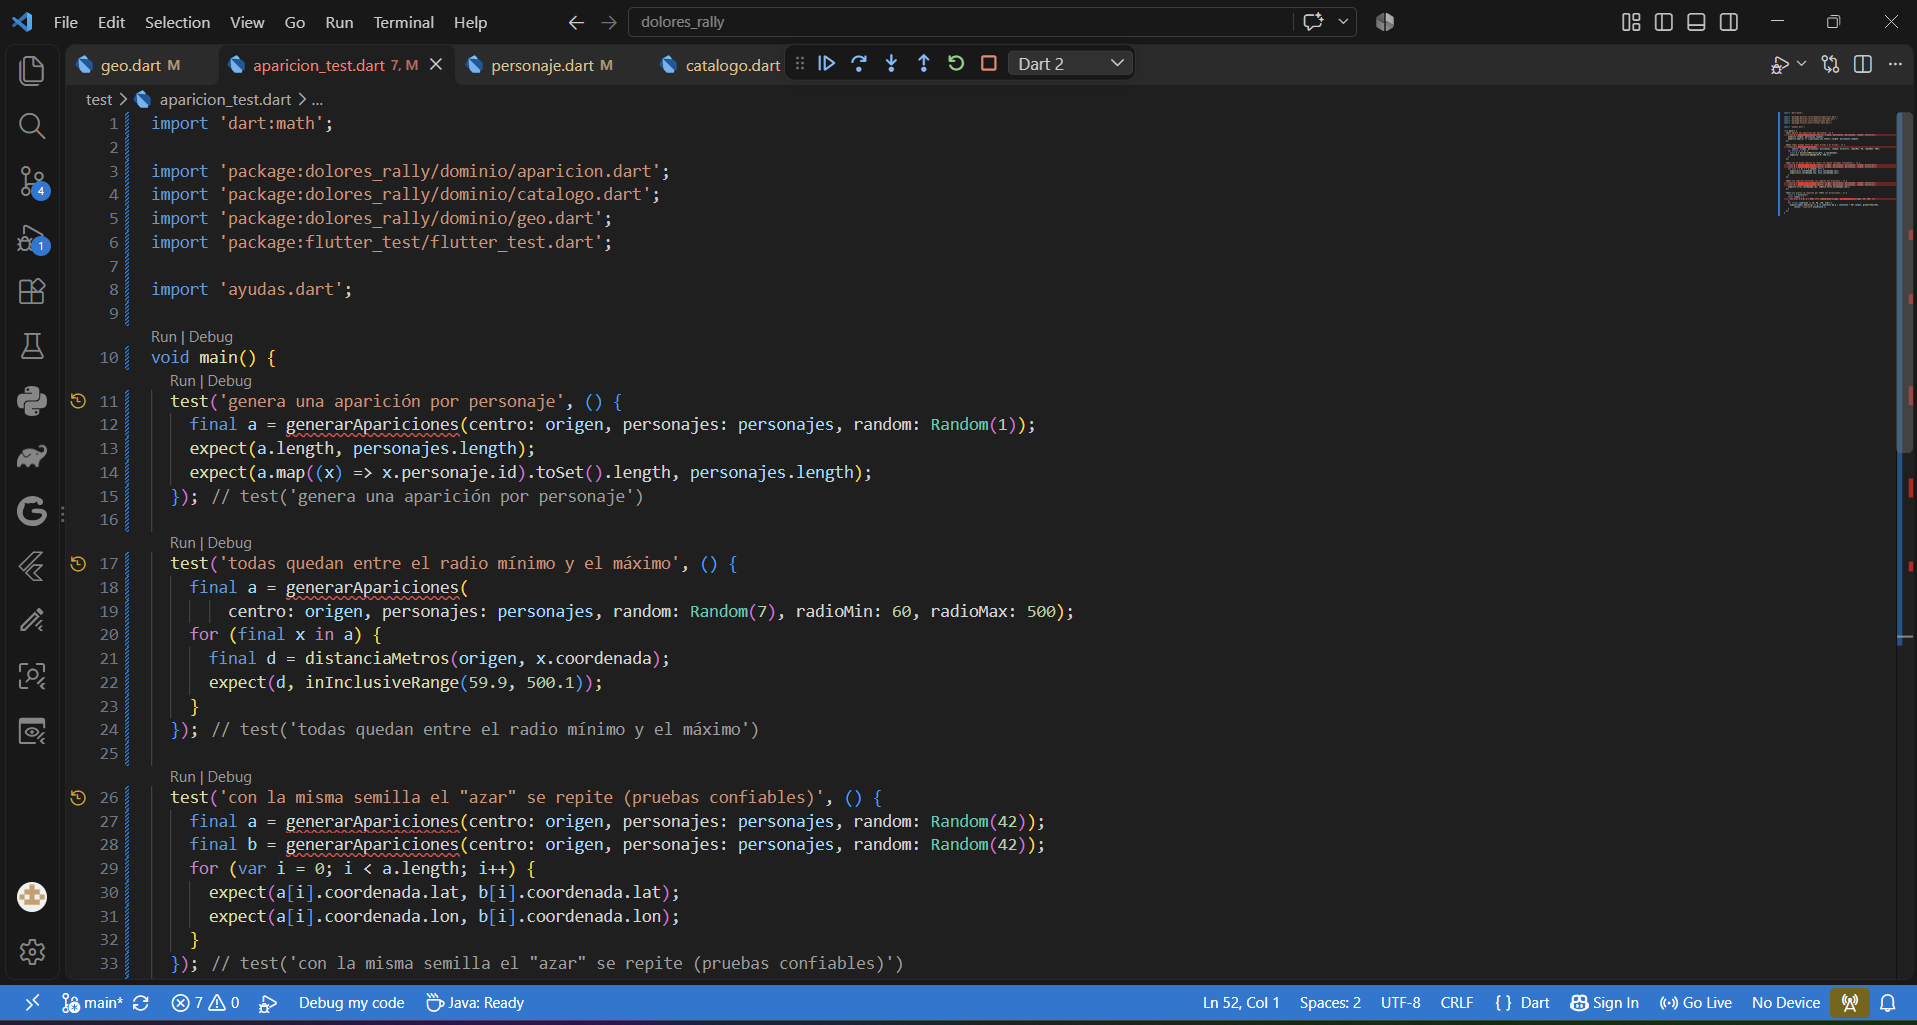 File Edit Selection View Go Run Terminal Help
dolores_rally
geo.dart M
aparicion_test.dart 7, M
personaje.dart M
catalogo.dart
Dart 2
test > aparicion_test.dart > ...
1 import 'dart:math';
2
3 import 'package:dolores_rally/dominio/aparicion.dart';
4 import 'package:dolores_rally/dominio/catalogo.dart';
5 import 'package:dolores_rally/dominio/geo.dart';
6 import 'package:flutter_test/flutter_test.dart';
7
8 import 'ayudas.dart';
9
Run | Debug
10 void main() {
Run | Debug
11 test('genera una aparición por personaje', () {
12 final a = generarApariciones(centro: origen, personajes: personajes, random: Random(1));
13 expect(a.length, personajes.length);
14 expect(a.map((x) => x.personaje.id).toSet().length, personajes.length);
15 }); // test('genera una aparición por personaje')
16
Run | Debug
17 test('todas quedan entre el radio mínimo y el máximo', () {
18 final a = generarApariciones(
19 centro: origen, personajes: personajes, random: Random(7), radioMin: 60, radioMax: 500);
20 for (final x in a) {
21 final d = distanciaMetros(origen, x.coordenada);
22 expect(d, inInclusiveRange(59.9, 500.1));
23 }
24 }); // test('todas quedan entre el radio mínimo y el máximo')
25
Run | Debug
26 test('con la misma semilla el "azar" se repite (pruebas confiables)', () {
27 final a = generarApariciones(centro: origen, personajes: personajes, random: Random(42));
28 final b = generarApariciones(centro: origen, personajes: personajes, random: Random(42));
29 for (var i = 0; i < a.length; i++) {
30 expect(a[i].coordenada.lat, b[i].coordenada.lat);
31 expect(a[i].coordenada.lon, b[i].coordenada.lon);
32 }
33 }); // test('con la misma semilla el "azar" se repite (pruebas confiables)')
4
1
main* 7 0 Debug my code Java: Ready Ln 52, Col 1 Spaces: 2 UTF-8 CRLF {} Dart Sign In Go Live No Device